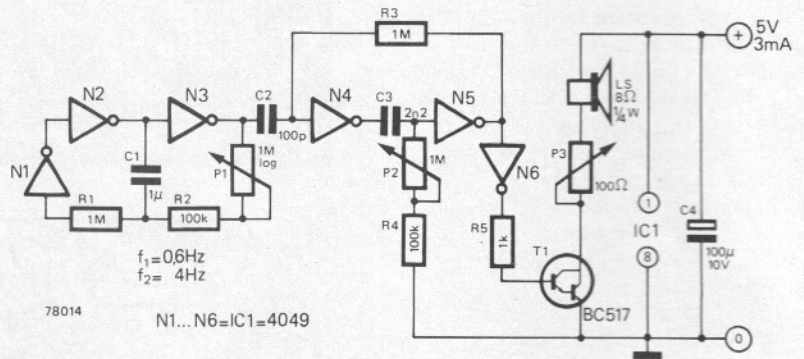 R3
1M
5V
3mA
N2
N3
C2
N4
C3
N5
LS
8Ω
¼W
100p
2n2
N1
C1
1µ
1M
log
P1
P2
1M
N6
P3
100Ω
R1
1M
R2
100k
R4
100k
R5
1k
T1
BC517
1
IC1
8
C4
100µ
10V
f₁=0,6Hz
f₂= 4Hz
78014
N1...N6=IC1=4049
+
0